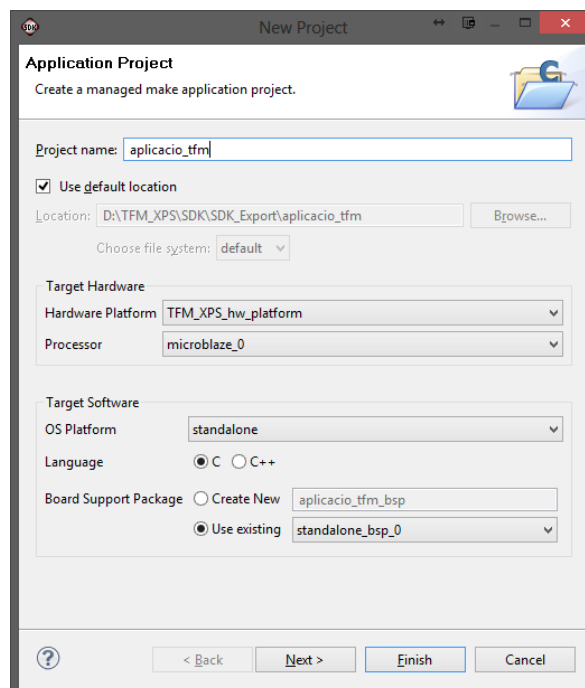 SDK
New Project
Application Project
Create a managed make application project.
C
Project name: aplicacio_tfm
Use default location
Location: D:\TFM_XPS\SDK\SDK_Export\aplicacio_tfm Browse...
Choose file system: default
Target Hardware
Hardware Platform TFM_XPS_hw_platform
Processor microblaze_0
Target Software
OS Platform standalone
Language C C++
Board Support Package Create New aplicacio_tfm_bsp
Use existing standalone_bsp_0
? < Back Next > Finish Cancel